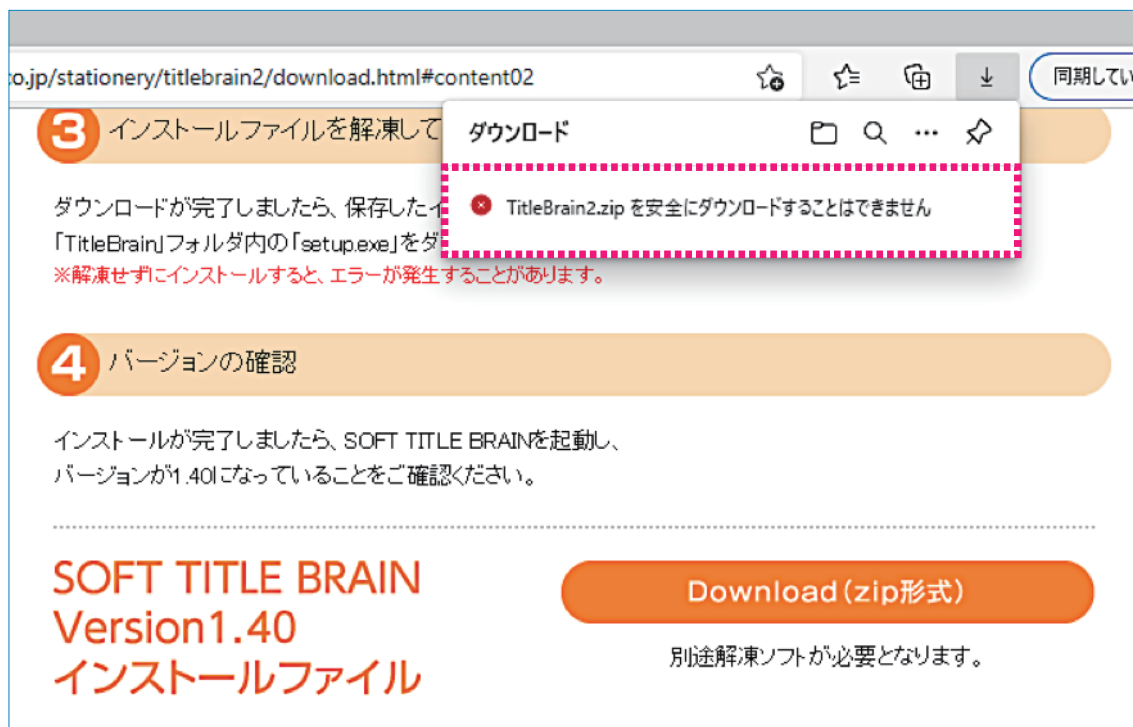 co.jp/stationery/titlebrain2/download.html#content02
同期してい
ダウンロード
TitleBrain2.zip を安全にダウンロードすることはできません
3 インストールファイルを解凍して
ダウンロードが完了しましたら、保存したイ
「TitleBrain」フォルダ内の「setup.exe」をダ
※解凍せずにインストールすると、エラーが発生することがあります。
4 バージョンの確認
インストールが完了しましたら、SOFT TITLE BRAINを起動し、
バージョンが1.40になっていることをご確認ください。
SOFT TITLE BRAIN
Version1.40
インストールファイル
Download(zip形式)
別途解凍ソフトが必要となります。